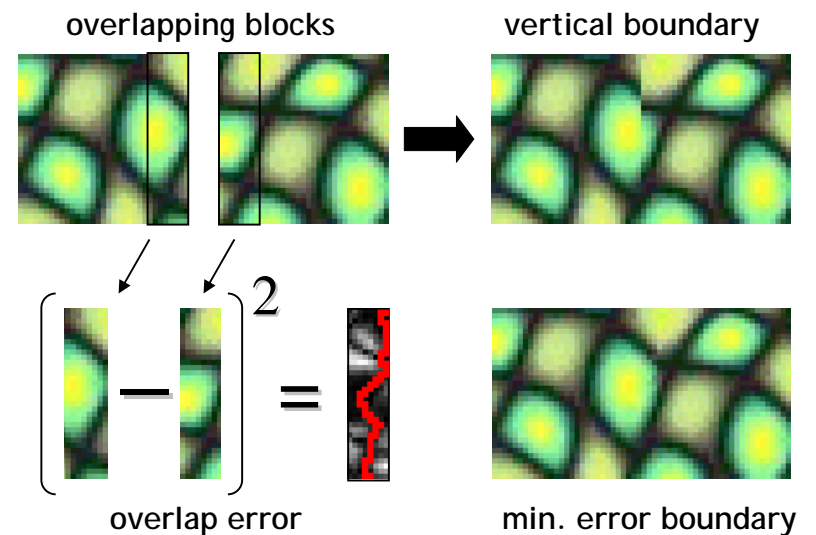 overlapping blocks
vertical boundary
2
− =
overlap error
min. error boundary